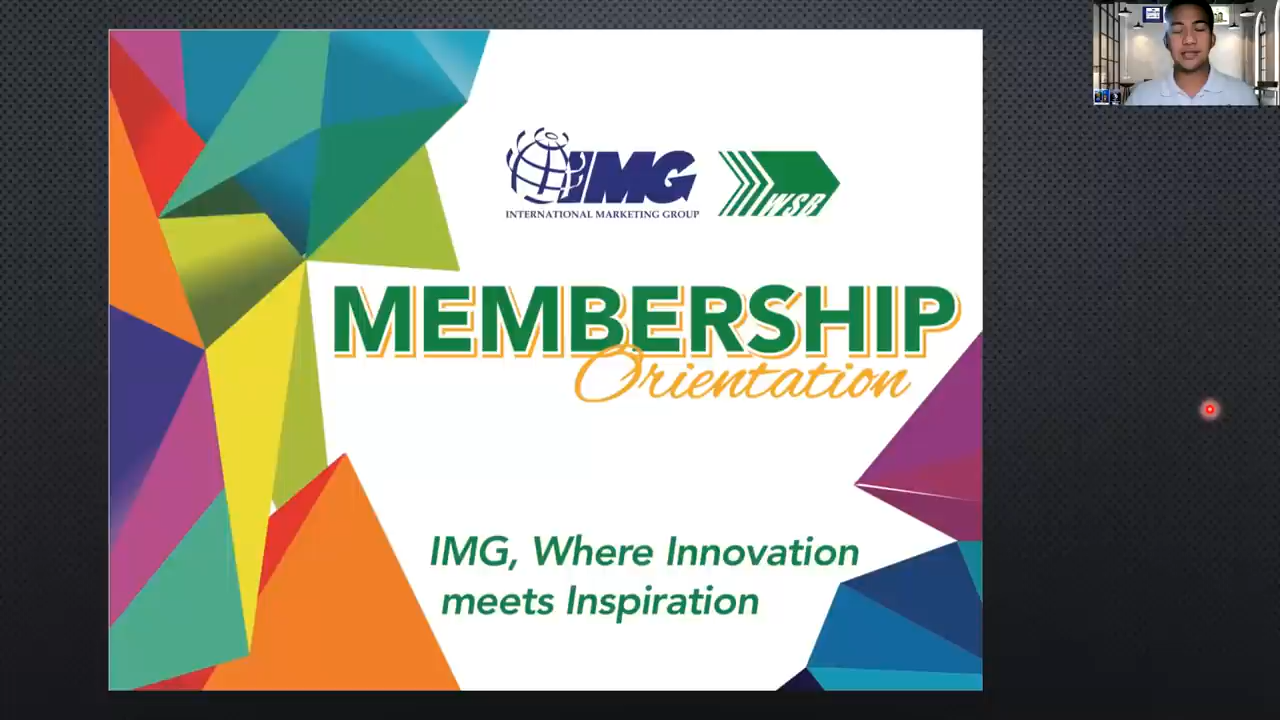 IMG
INTERNATIONAL MARKETING GROUP
WSB
MEMBERSHIP
Orientation
IMG, Where Innovation
meets Inspiration